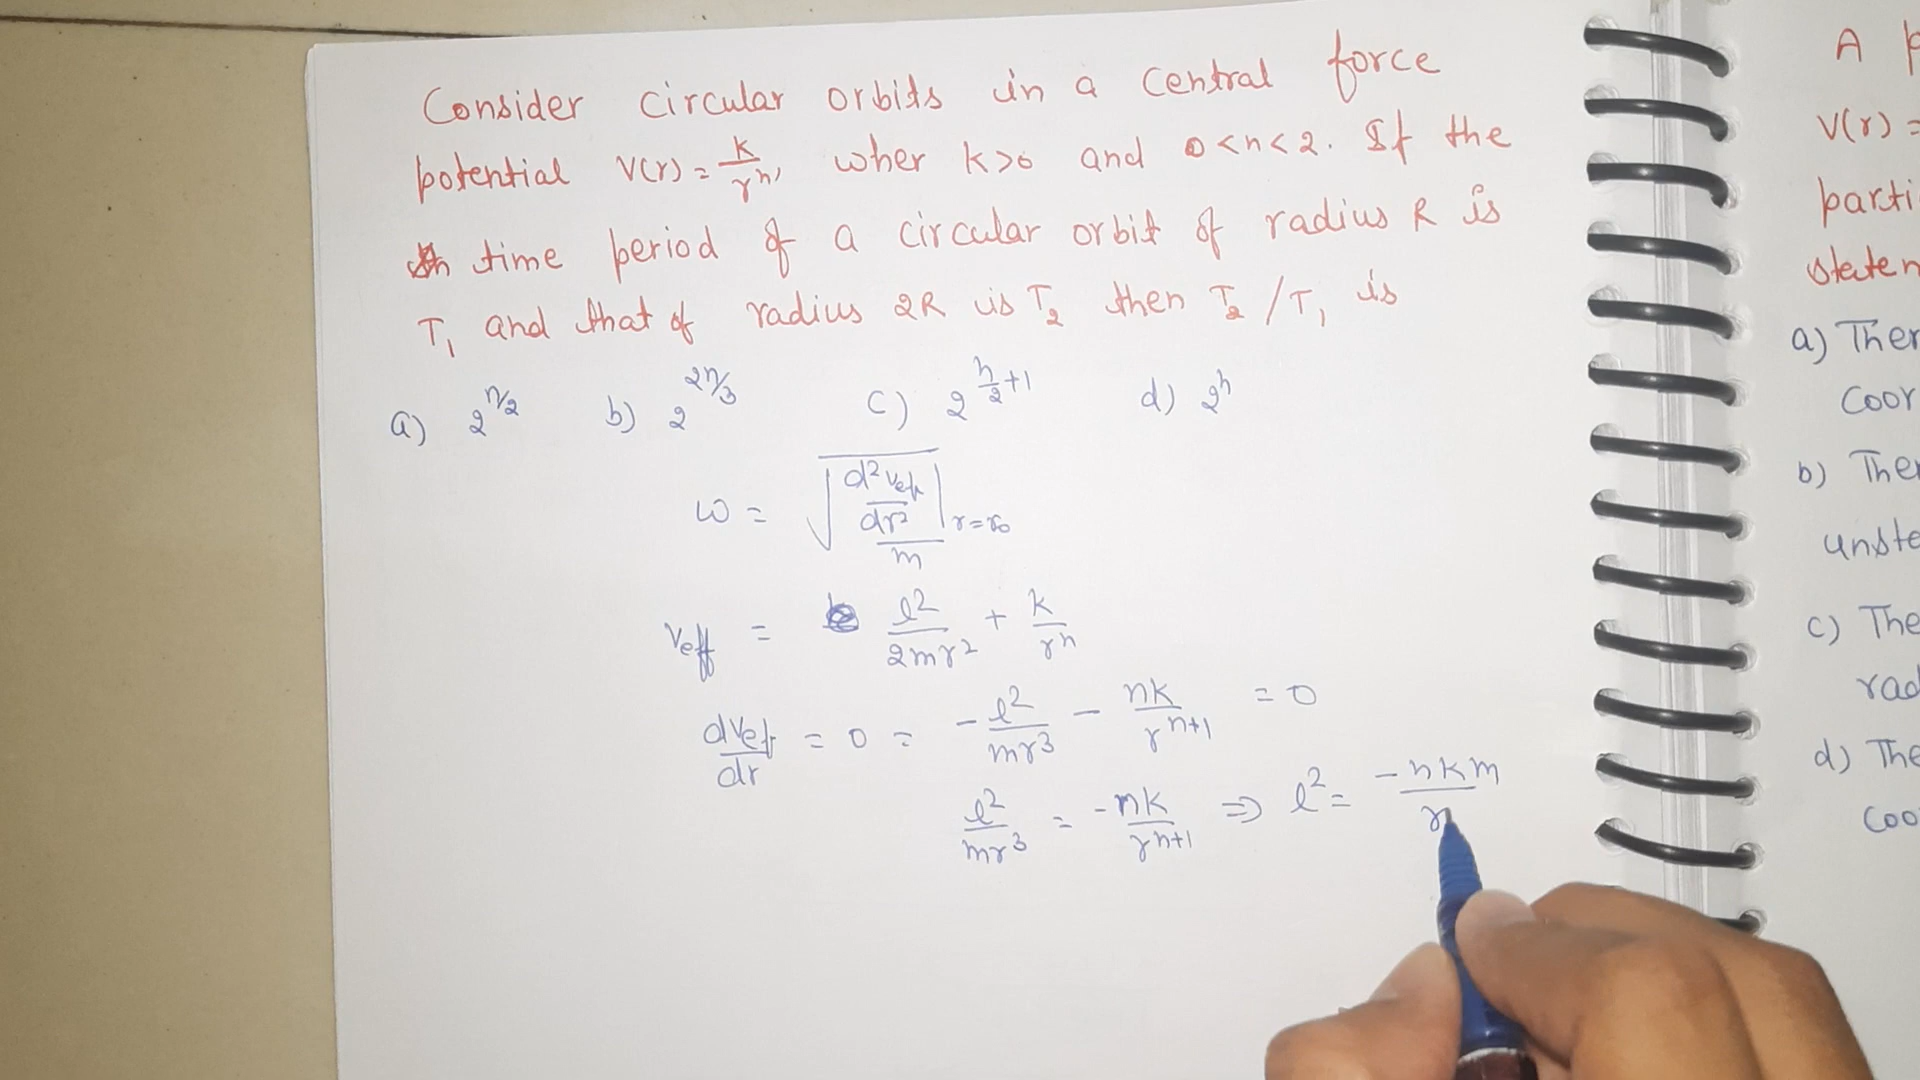 Consider circular orbits in a central force
potential V(r) = k/rⁿ, wher k>0 and 0<n<2. If the
time period of a circular orbit of radius R is
T₁ and that of radius 2R is T₂ then T₂/T₁ is
a) 2^(n/2) b) 2^(2n/3) c) 2^(n/2+1) d) 2ⁿ
ω = √((d²Veff/dr²)/m)|r=r₀
Veff = l²/2mr² + k/rⁿ
dVeff/dr = 0 = -l²/mr³ - nk/r^(n+1) = 0
l²/mr³ = -nk/r^(n+1) ⇒ l² = -nkm/r
A
V(r) =
parti
staten
a) Ther
coor
b) The
unste
c) The
rad
d) The
coo